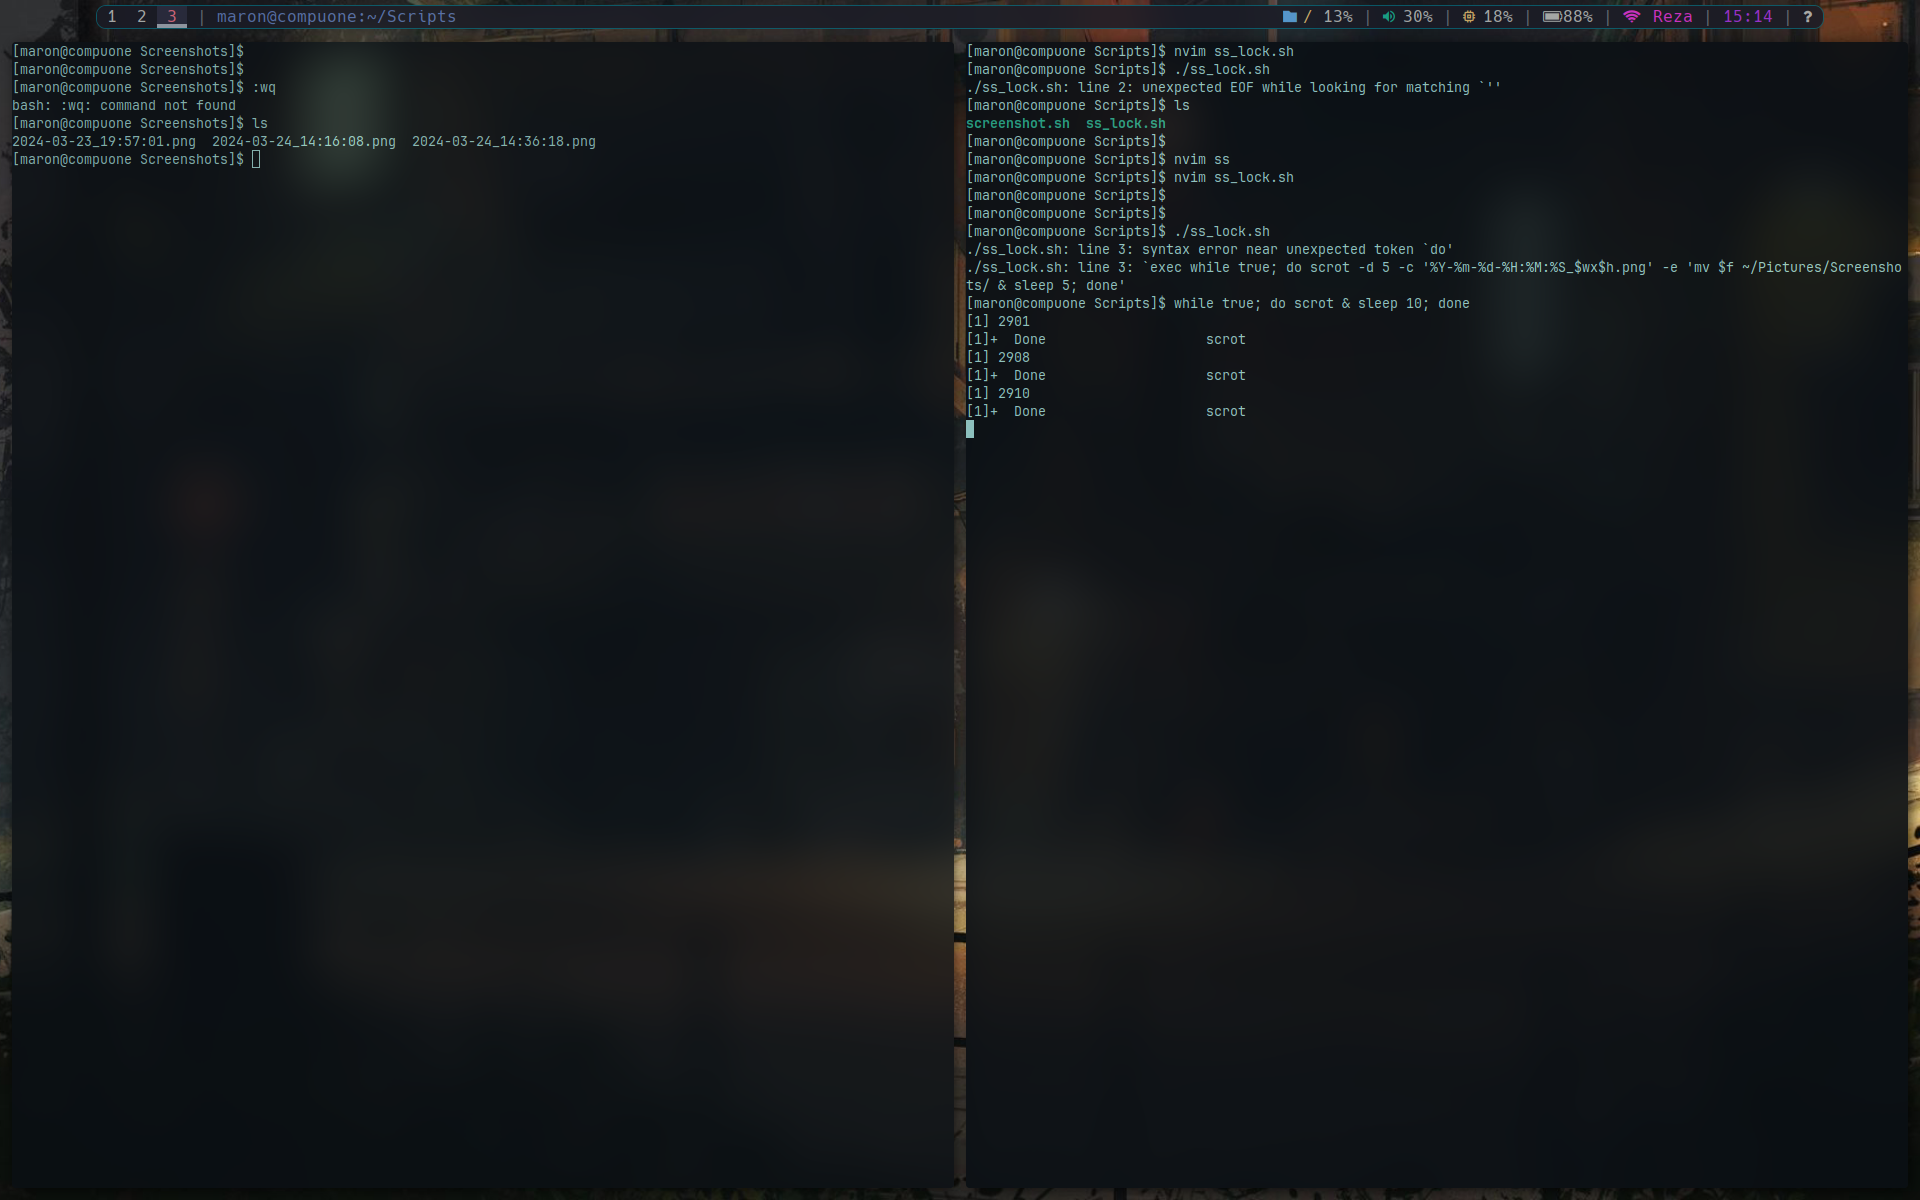 1 2 3 | maron@compuone:~/Scripts / 13% | 30% | 18% | 88% | Reza | 15:14 | ?
[maron@compuone Screenshots]$
[maron@compuone Screenshots]$
[maron@compuone Screenshots]$ :wq
bash: :wq: command not found
[maron@compuone Screenshots]$ ls
2024-03-23_19:57:01.png  2024-03-24_14:16:08.png  2024-03-24_14:36:18.png
[maron@compuone Screenshots]$
[maron@compuone Scripts]$ nvim ss_lock.sh
[maron@compuone Scripts]$ ./ss_lock.sh
./ss_lock.sh: line 2: unexpected EOF while looking for matching `''
[maron@compuone Scripts]$ ls
screenshot.sh  ss_lock.sh
[maron@compuone Scripts]$
[maron@compuone Scripts]$ nvim ss
[maron@compuone Scripts]$ nvim ss_lock.sh
[maron@compuone Scripts]$
[maron@compuone Scripts]$
[maron@compuone Scripts]$ ./ss_lock.sh
./ss_lock.sh: line 3: syntax error near unexpected token `do'
./ss_lock.sh: line 3: `exec while true; do scrot -d 5 -c '%Y-%m-%d-%H:%M:%S_$wx$h.png' -e 'mv $f ~/Pictures/Screensho
ts/ & sleep 5; done'
[maron@compuone Scripts]$ while true; do scrot & sleep 10; done
[1] 2901
[1]+  Done                    scrot
[1] 2908
[1]+  Done                    scrot
[1] 2910
[1]+  Done                    scrot